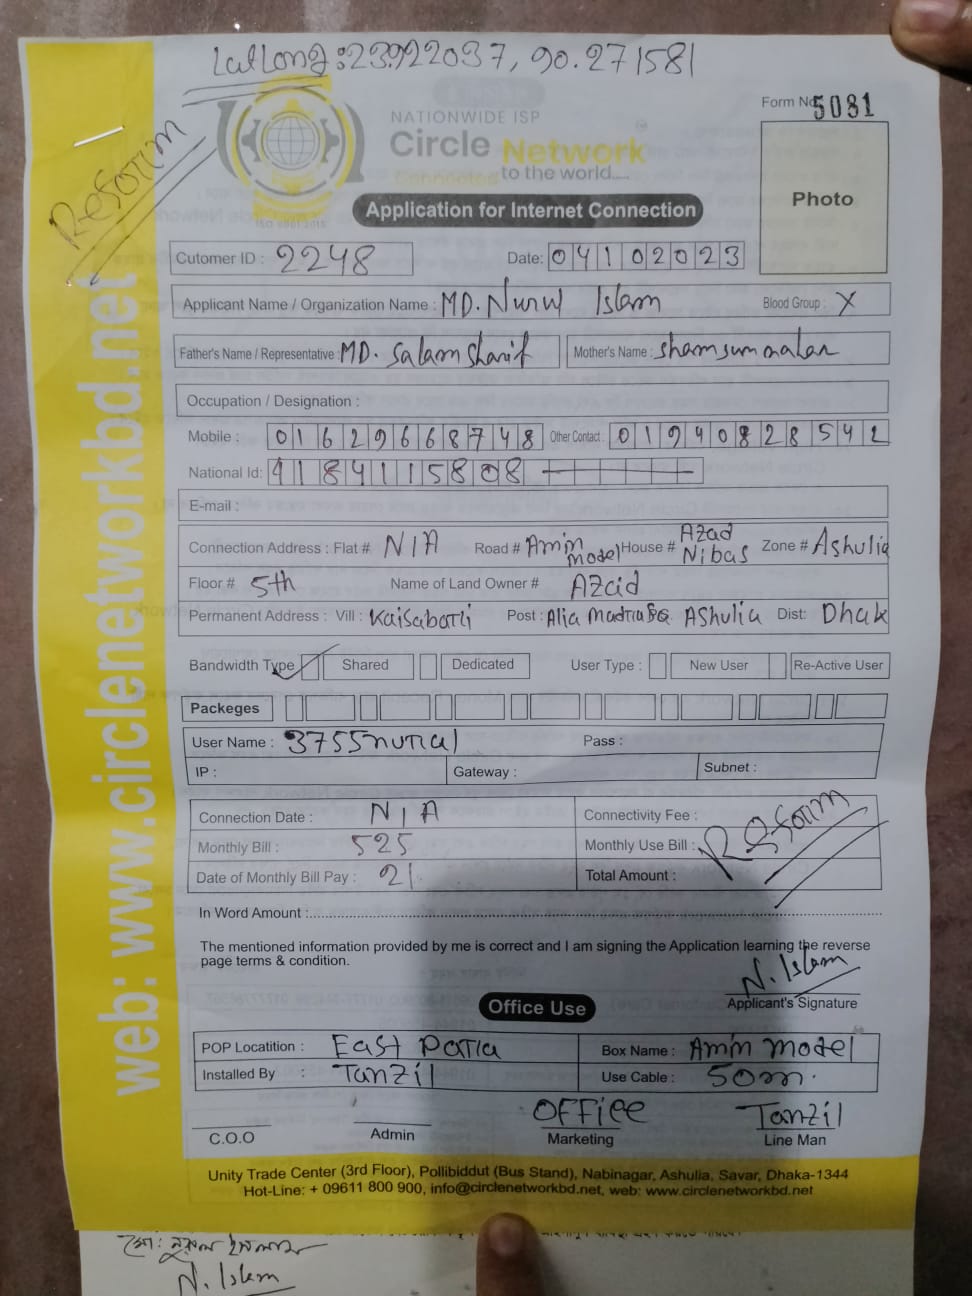 Lat Long : 23.922037, 90.271581
Reform
NATIONWIDE ISP
Circle Network
Connected to the world.....
ISO 9001:2015
Form No 5081
Photo
Application for Internet Connection
Cutomer ID : 2248
Date: 04102023
Applicant Name / Organization Name : MD. Nurul Islam
Blood Group : X
Father's Name / Representative : MD. Salam Sharif
Mother's Name : Shamsunnahar
Occupation / Designation :
Mobile : 01629668748
Other Contact : 01940828542
National Id: 4184115808
E-mail :
Connection Address : Flat # N/A Road # Amin model House # Azad Nibas Zone # Ashulia
Floor # 5th Name of Land Owner # Azad
Permanent Address : Vill : Kaisabari Post : Alia Madrasa Ashulia Dist: Dhak
Bandwidth Type ✓ Shared Dedicated User Type : New User Re-Active User
Packeges
User Name : 3755nurul Pass :
IP : Gateway : Subnet :
Connection Date : N/A Connectivity Fee :
Monthly Bill : 525 Monthly Use Bill :
Reform
Date of Monthly Bill Pay : 21 Total Amount :
In Word Amount :
The mentioned information provided by me is correct and I am signing the Application learning the reverse
page terms & condition.
N. Islam
Applicant's Signature
Office Use
POP Locatition : East Para Box Name : Amin model
Installed By : Tanzil Use Cable : 50m.
OFFice Tanzil
C.O.O Admin Marketing Line Man
Unity Trade Center (3rd Floor), Pollibiddut (Bus Stand), Nabinagar, Ashulia, Savar, Dhaka-1344
Hot-Line: + 09611 800 900, info@circlenetworkbd.net, web: www.circlenetworkbd.net
web: www.circlenetworkbd.net
মো: নুরুল ইসলাম
N. Islam